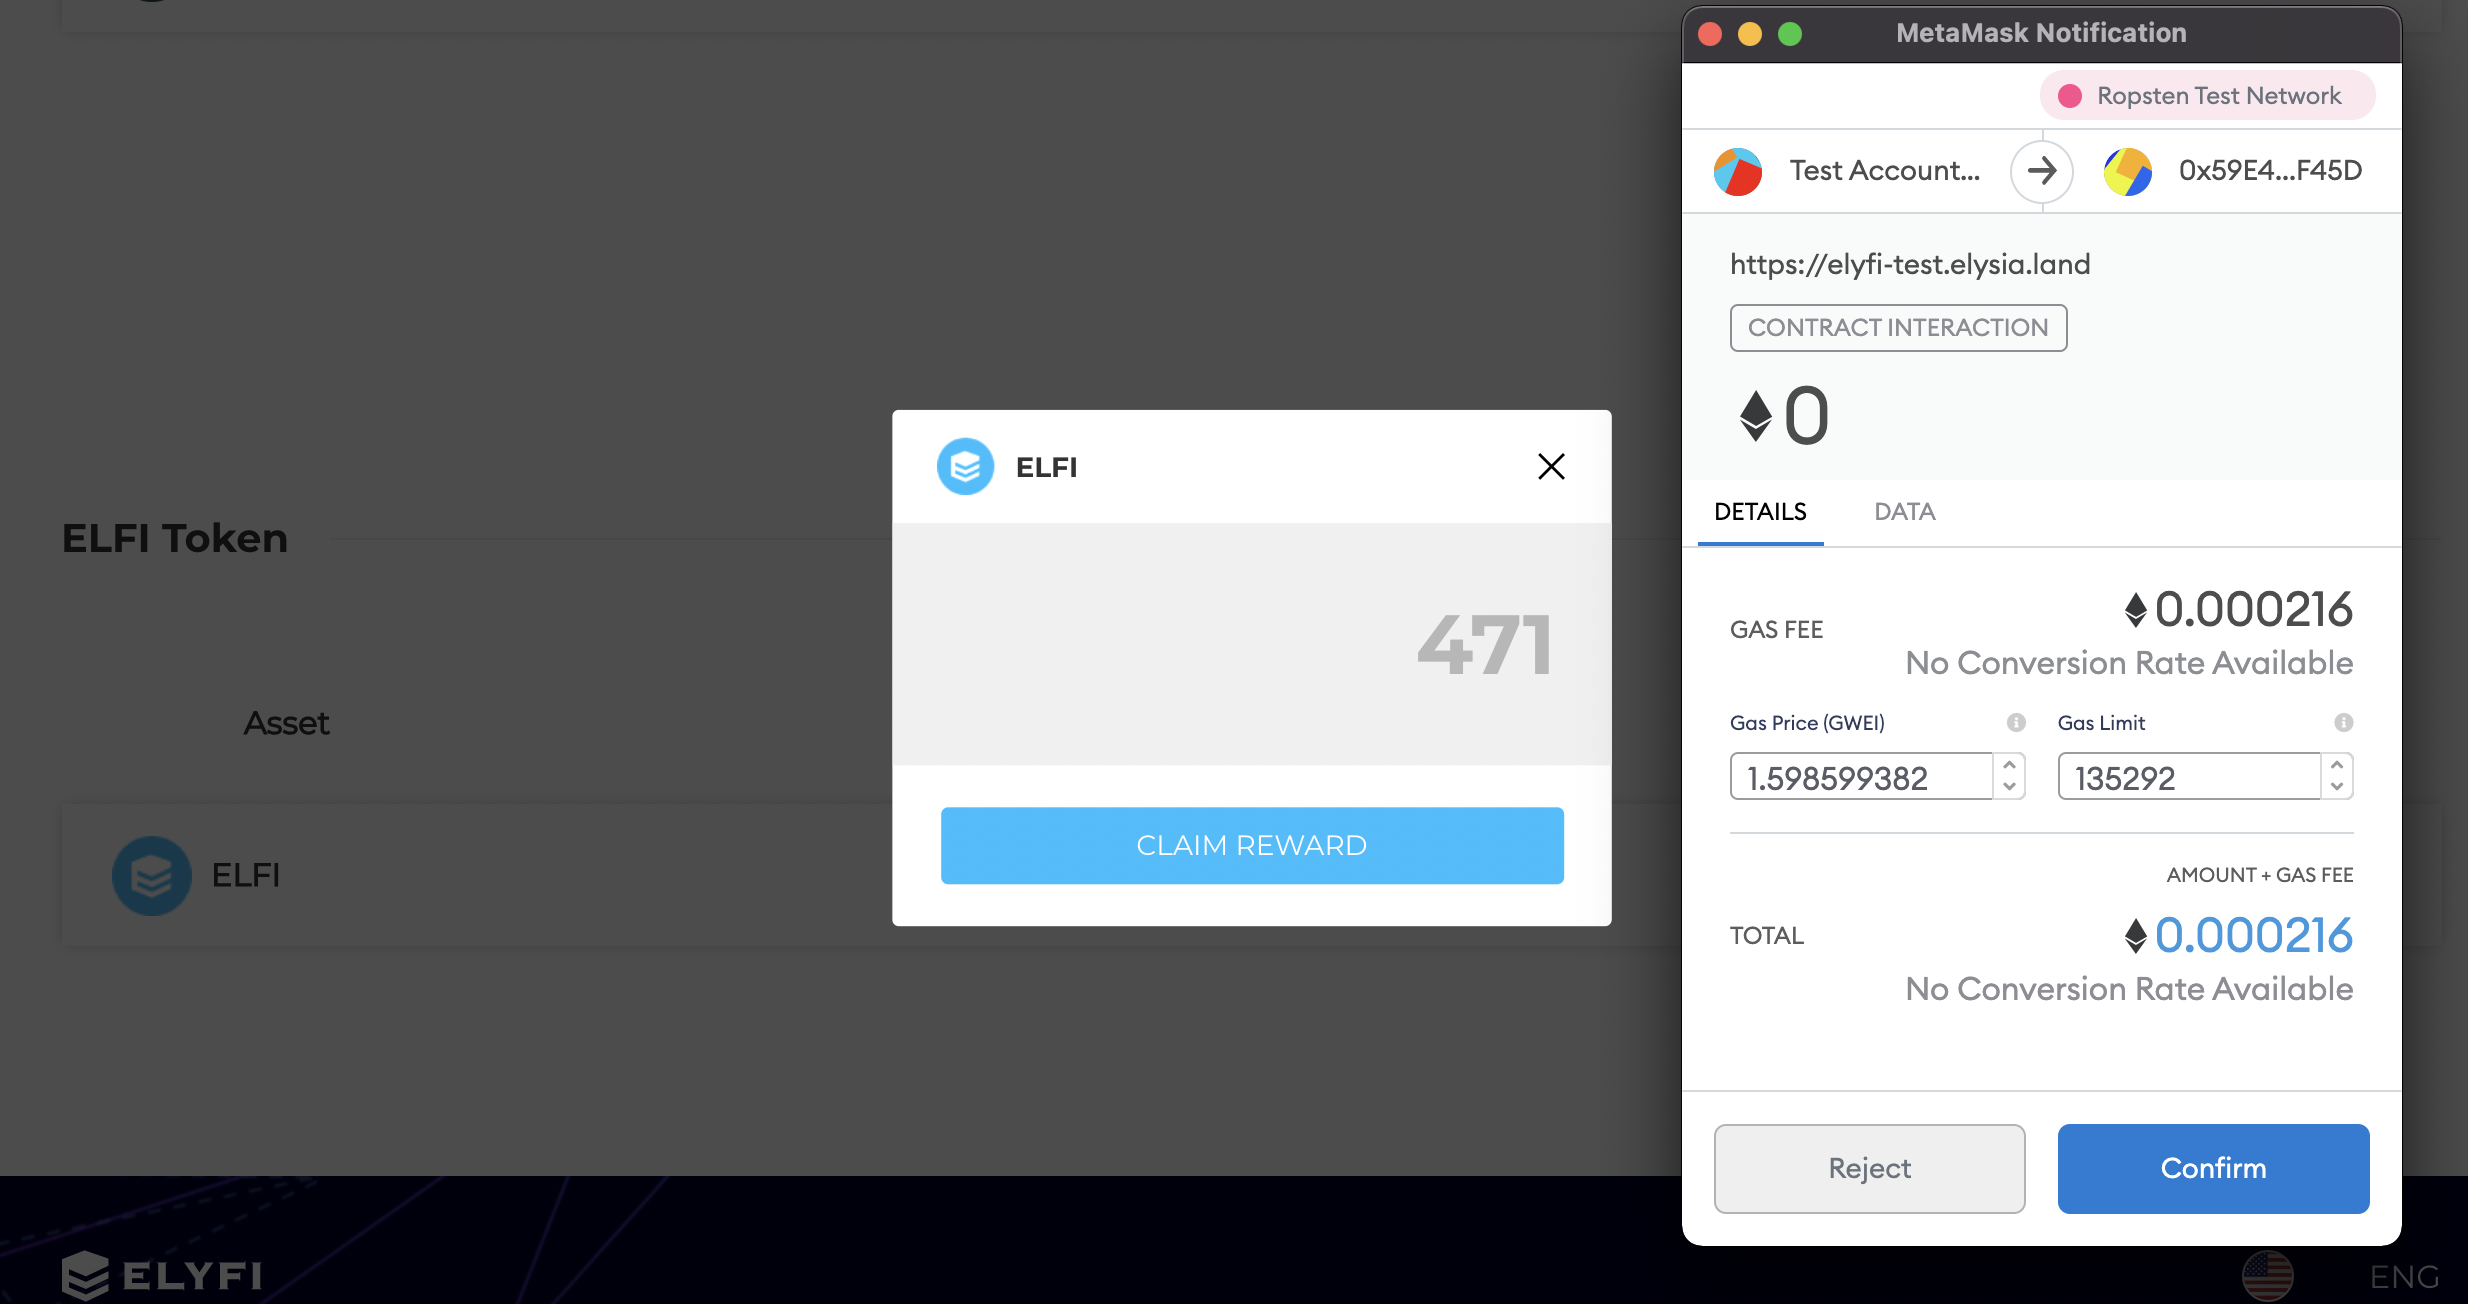 ELFI Token
Asset
ELFI
ELFI
471
CLAIM REWARD
MetaMask Notification
Ropsten Test Network
Test Account...
0x59E4...F45D
https://elyfi-test.elysia.land
CONTRACT INTERACTION
0
DETAILS DATA
GAS FEE
0.000216
No Conversion Rate Available
Gas Price (GWEI)
Gas Limit
1.598599382
135292
AMOUNT + GAS FEE
TOTAL
0.000216
No Conversion Rate Available
Reject
Confirm
ELYFI
ENG